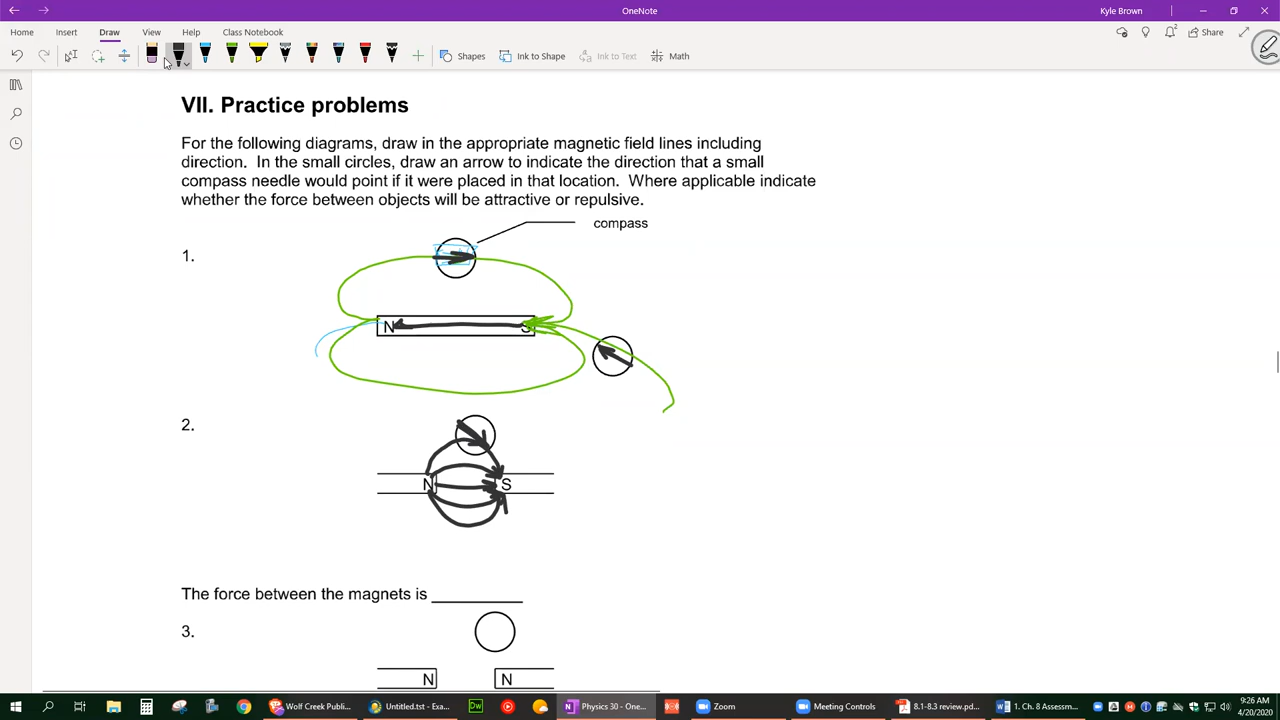 OneNote
Kyle Brown
Home
Insert
Draw
View
Help
Class Notebook
Share
Shapes
Ink to Shape
Ink to Text
Math
VII. Practice problems
For the following diagrams, draw in the appropriate magnetic field lines including
direction. In the small circles, draw an arrow to indicate the direction that a small
compass needle would point if it were placed in that location. Where applicable indicate
whether the force between objects will be attractive or repulsive.
compass
1.
N S
2.
N S
The force between the magnets is
3.
N N
Wolf Creek Publi...
Untitled.tst - Exa...
Dw
Physics 30 - One...
Zoom
Meeting Controls
8.1-8.3 review.pd...
1. Ch. 8 Assessm...
9:26 AM
4/20/2020